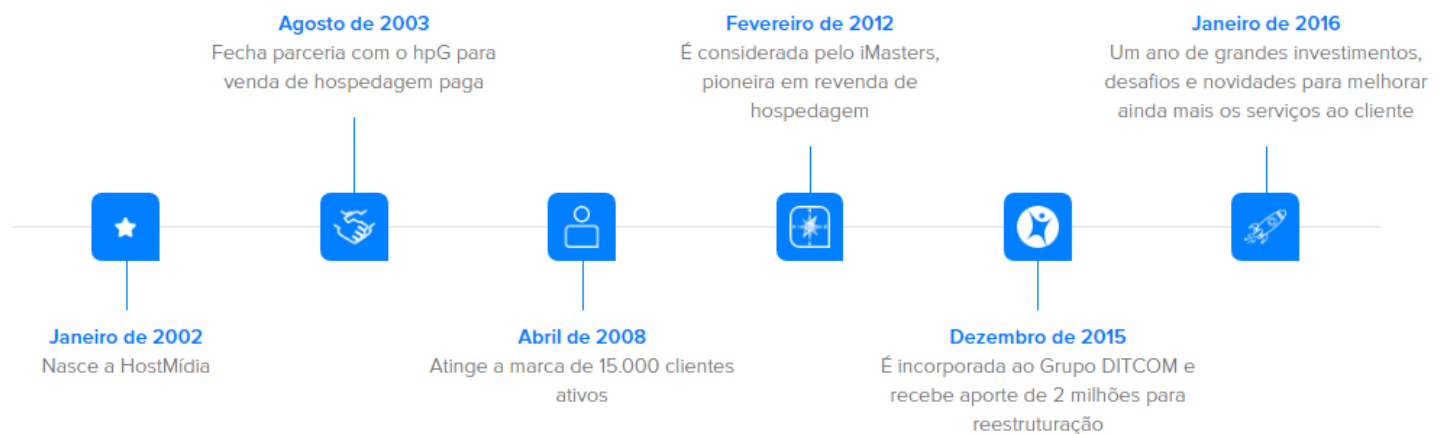 Agosto de 2003
Fecha parceria com o hpG para
venda de hospedagem paga
Fevereiro de 2012
É considerada pelo iMasters,
pioneira em revenda de
hospedagem
Janeiro de 2016
Um ano de grandes investimentos,
desafios e novidades para melhorar
ainda mais os serviços ao cliente
Janeiro de 2002
Nasce a HostMídia
Abril de 2008
Atinge a marca de 15.000 clientes
ativos
Dezembro de 2015
É incorporada ao Grupo DITCOM e
recebe aporte de 2 milhões para
reestruturação